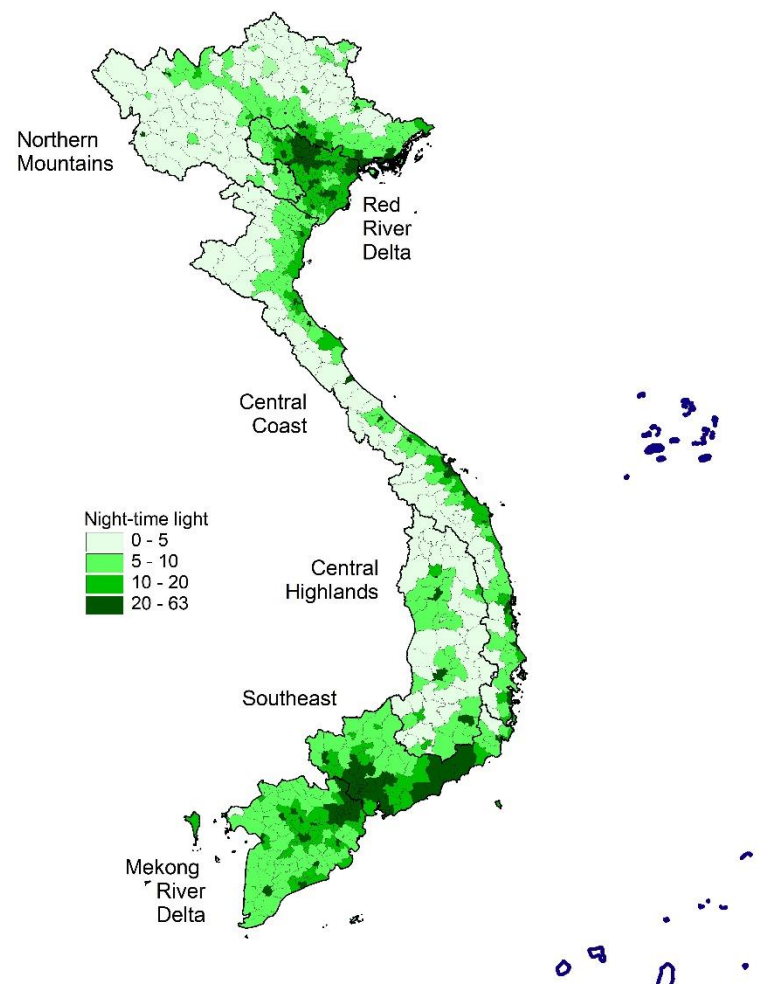 Northern
Mountains
Red
River
Delta
Central
Coast
Night-time light
0 - 5
5 - 10
10 - 20
20 - 63
Central
Highlands
Southeast
Mekong
River
Delta